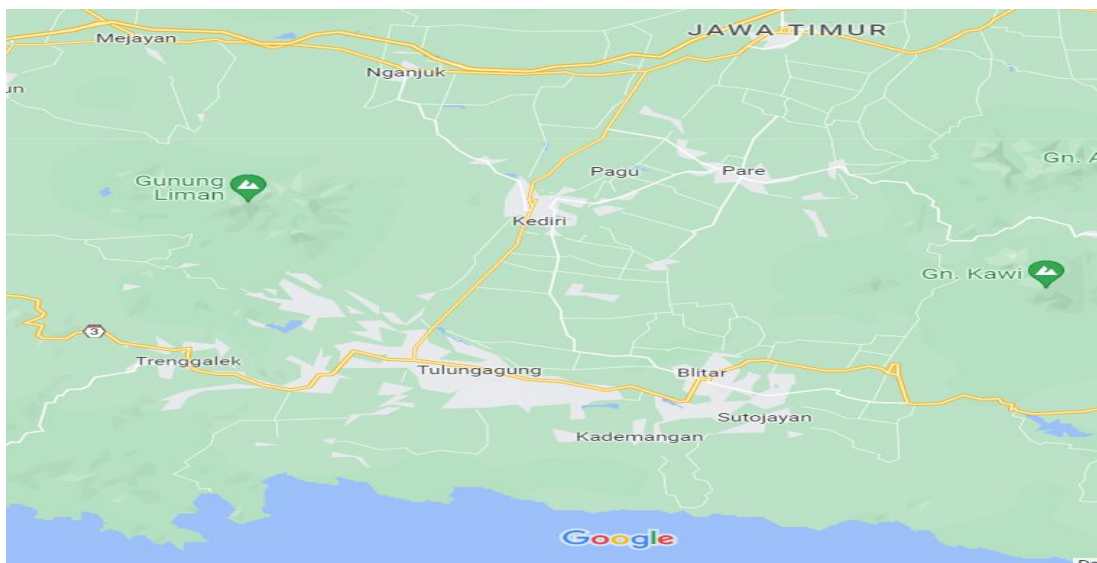 JAWA TIMUR
Mejayan
Nganjuk
un
Pagu
Pare
Gn. A
Gunung
Liman
Kediri
Gn. Kawi
3
Trenggalek
Tulungagung
Blitar
Sutojayan
Kademangan
Google